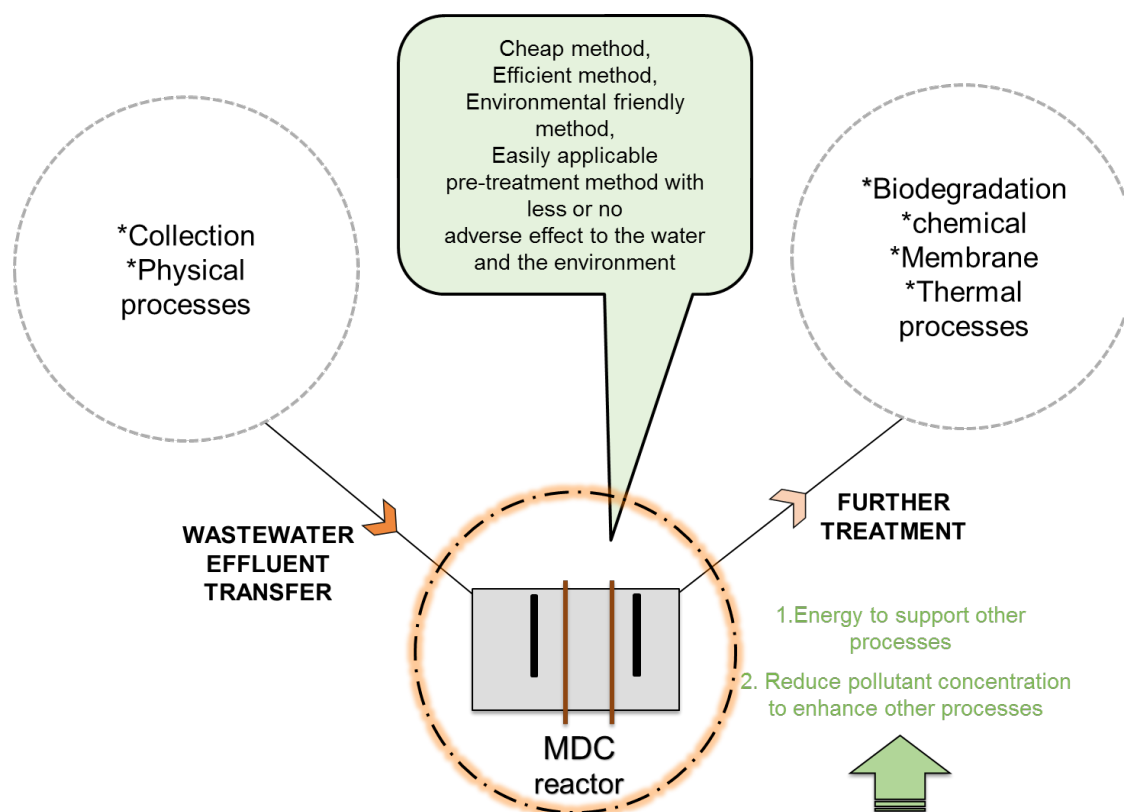 Cheap method,
Efficient method,
Environmental friendly
method,
Easily applicable
pre-treatment method with
less or no
adverse effect to the water
and the environment
*Collection
*Physical
processes
*Biodegradation
*chemical
*Membrane
*Thermal
processes
WASTEWATER
EFFLUENT
TRANSFER
FURTHER
TREATMENT
1.Energy to support other
processes
2. Reduce pollutant concentration
to enhance other processes
MDC
reactor